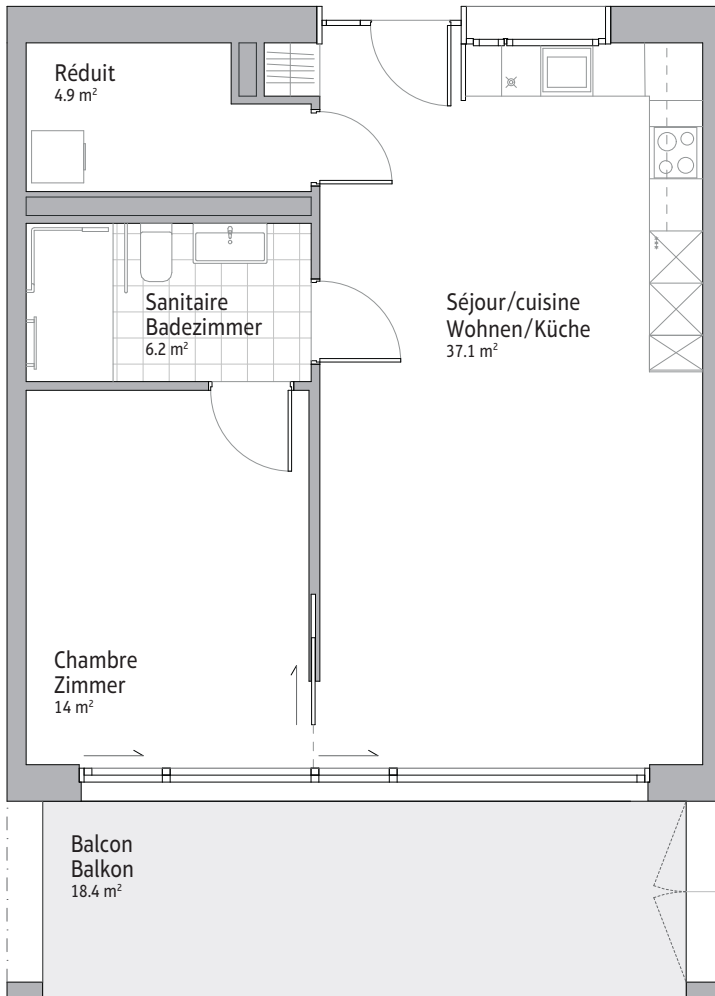 Réduit
4.9 m²
Sanitaire
Badezimmer
6.2 m²
Séjour/cuisine
Wohnen/Küche
37.1 m²
Chambre
Zimmer
14 m²
Balcon
Balkon
18.4 m²